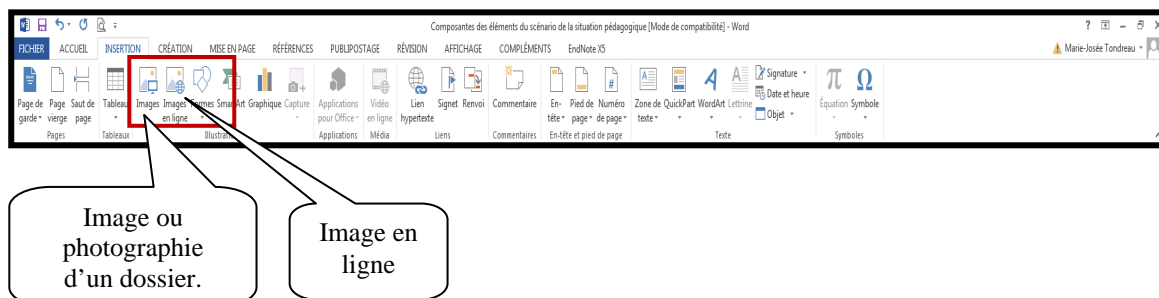 Composantes des éléments du scénario de la situation pédagogique [Mode de compatibilité] - Word
FICHIER ACCUEIL INSERTION CRÉATION MISE EN PAGE RÉFÉRENCES PUBLIPOSTAGE RÉVISION AFFICHAGE COMPLÉMENTS EndNote X5 Marie-Josée Tondreau
Page de garde Page vierge Saut de page Tableau Images Images en ligne Formes SmartArt Graphique Capture Applications pour Office Vidéo en ligne Lien hypertexte Signet Renvoi Commentaire En-tête Pied de page Numéro de page Zone de texte QuickPart WordArt Lettrine Signature Équation Symbole
Date et heure
Objet
Pages Tableaux Applications Média Liens Commentaires En-tête et pied de page Texte Symboles
Image ou
photographie
d'un dossier.
Image en
ligne